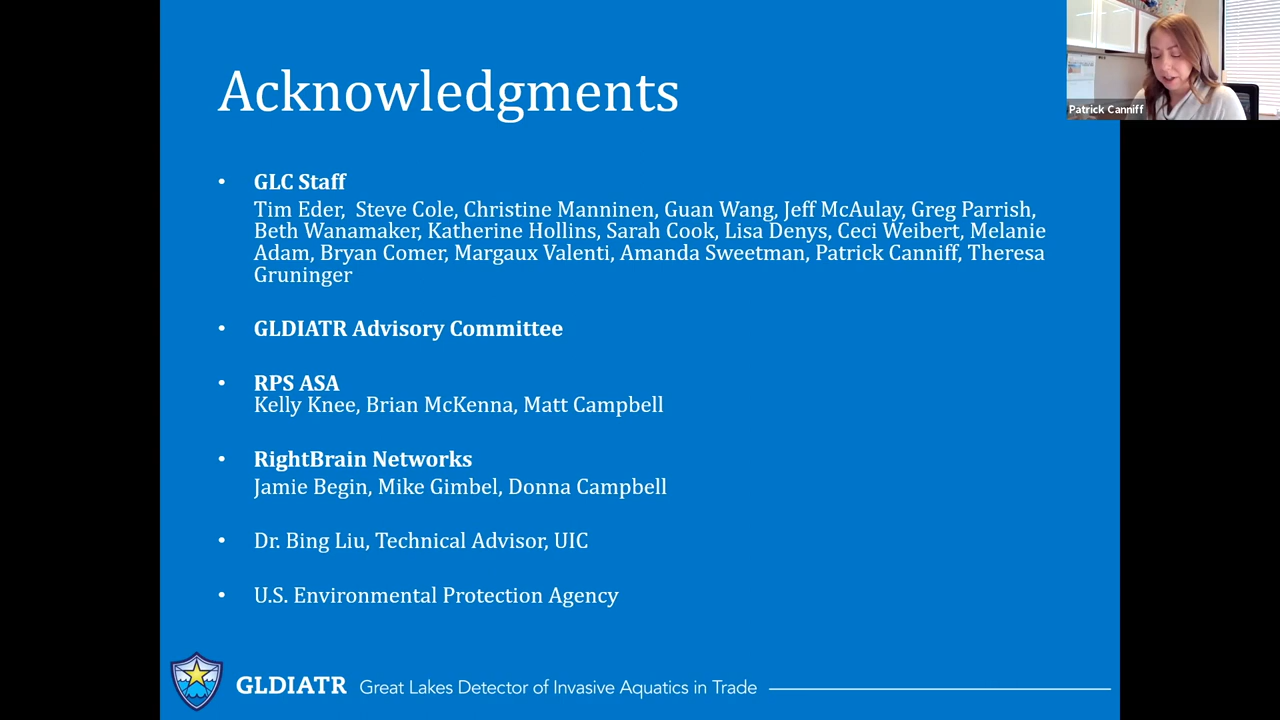 Acknowledgments
Patrick Canniff
• GLC Staff
Tim Eder, Steve Cole, Christine Manninen, Guan Wang, Jeff McAulay, Greg Parrish,
Beth Wanamaker, Katherine Hollins, Sarah Cook, Lisa Denys, Ceci Weibert, Melanie
Adam, Bryan Comer, Margaux Valenti, Amanda Sweetman, Patrick Canniff, Theresa
Gruninger
• GLDIATR Advisory Committee
• RPS ASA
Kelly Knee, Brian McKenna, Matt Campbell
• RightBrain Networks
Jamie Begin, Mike Gimbel, Donna Campbell
• Dr. Bing Liu, Technical Advisor, UIC
• U.S. Environmental Protection Agency
GLDIATR Great Lakes Detector of Invasive Aquatics in Trade